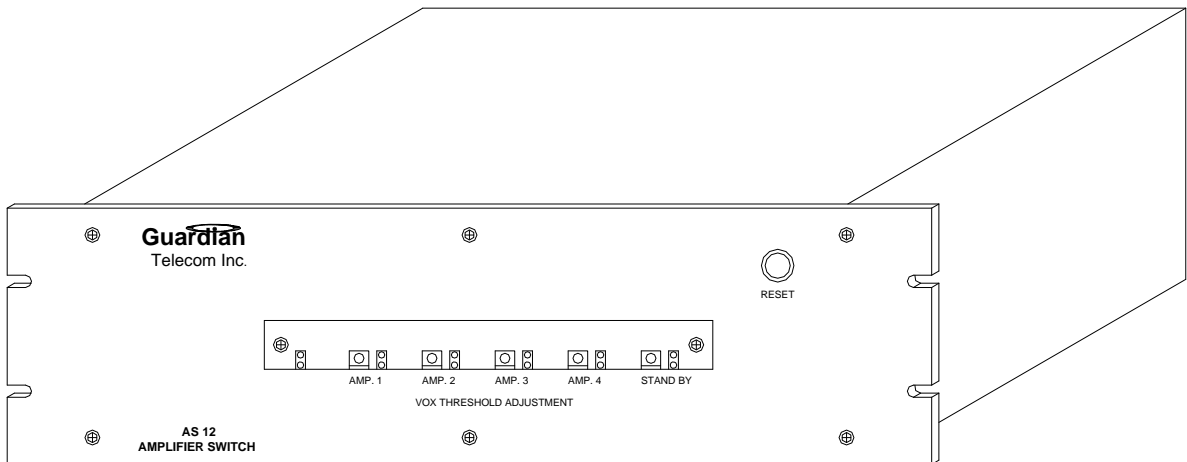 Guardian
Telecom Inc.
RESET
AMP. 1 AMP. 2 AMP. 3 AMP. 4 STAND BY
VOX THRESHOLD ADJUSTMENT
AS 12
AMPLIFIER SWITCH